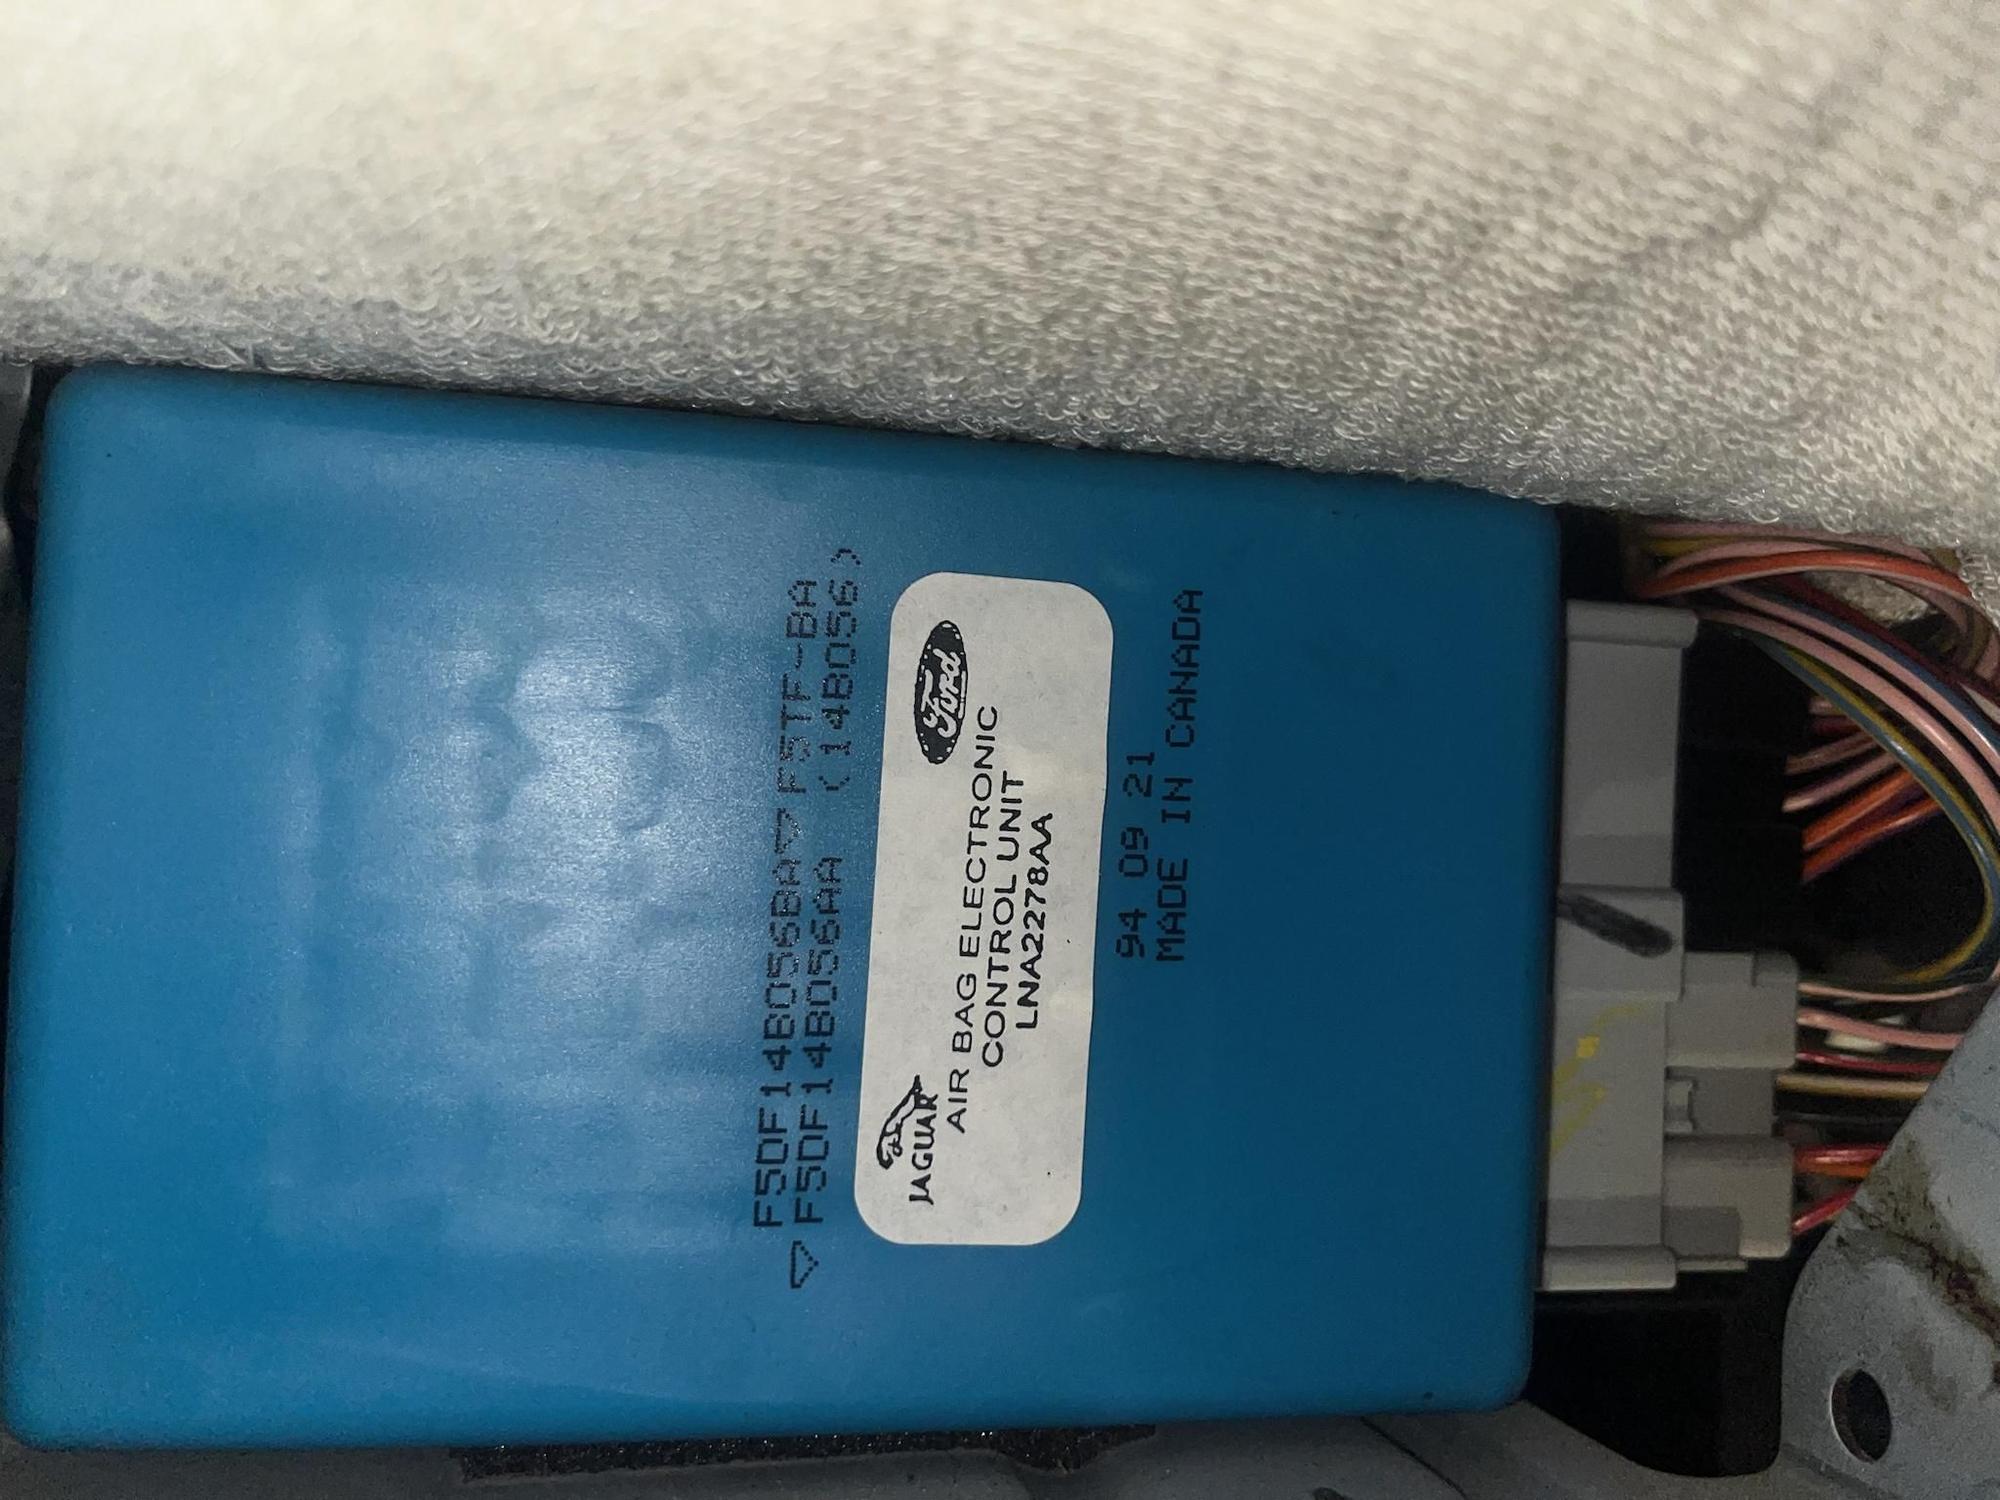 F5DF14B056BA▽F5TF-BA
▽F5DF14B056AA (14B056)
JAGUAR
Ford
AIR BAG ELECTRONIC
CONTROL UNIT
LNA2278AA
94 09 21
MADE IN CANADA